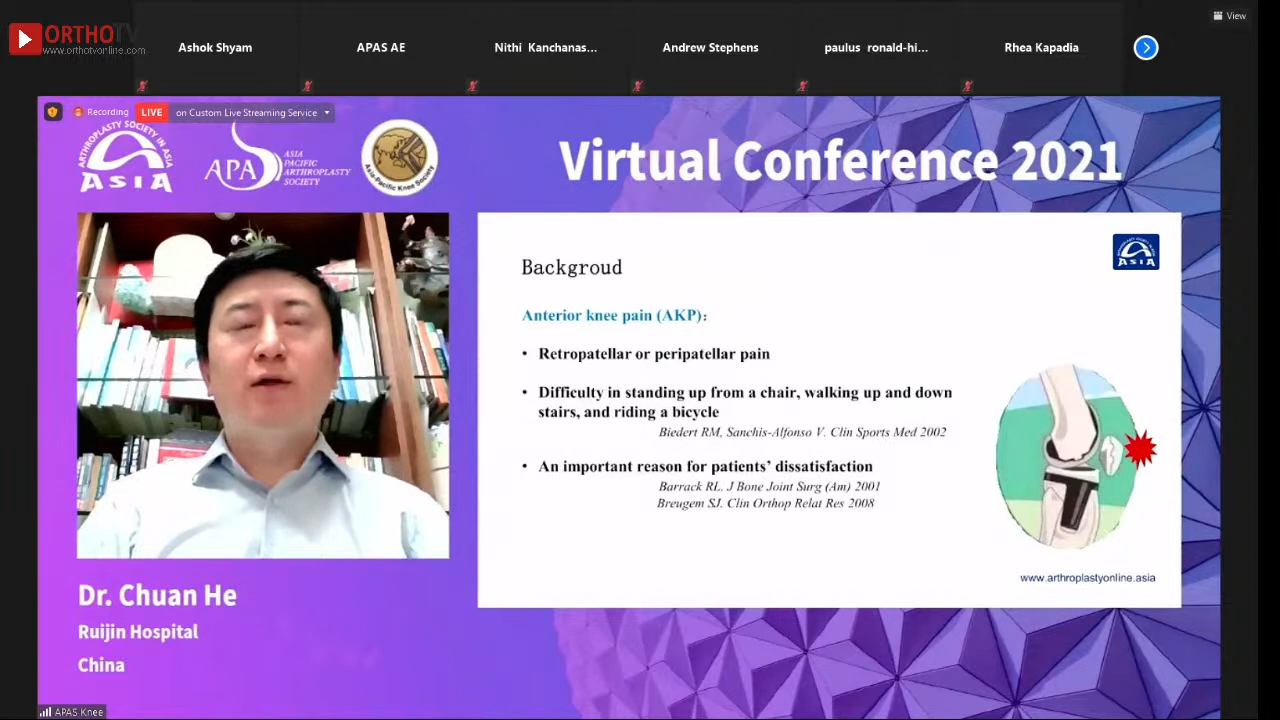 ORTHOTV
www.orthotvonline.com
View
Ashok Shyam
APAS AE
Nithi Kanchanas...
Andrew Stephens
paulus ronald-hi...
Rhea Kapadia
Recording
LIVE
on Custom Live Streaming Service
ARTHROPLASTY SOCIETY IN ASIA
ASIA
APAS
ASIA
PACIFIC
ARTHROPLASTY
SOCIETY
Asia-Pacific Knee Society
Virtual Conference 2021
ASIA
Backgroud
Anterior knee pain (AKP):
• Retropatellar or peripatellar pain
• Difficulty in standing up from a chair, walking up and down
stairs, and riding a bicycle
Biedert RM, Sanchis-Alfonso V. Clin Sports Med 2002
• An important reason for patients’ dissatisfaction
Barrack RL. J Bone Joint Surg (Am) 2001
Breugem SJ. Clin Orthop Relat Res 2008
www.arthroplastyonline.asia
Dr. Chuan He
Ruijin Hospital
China
APAS Knee